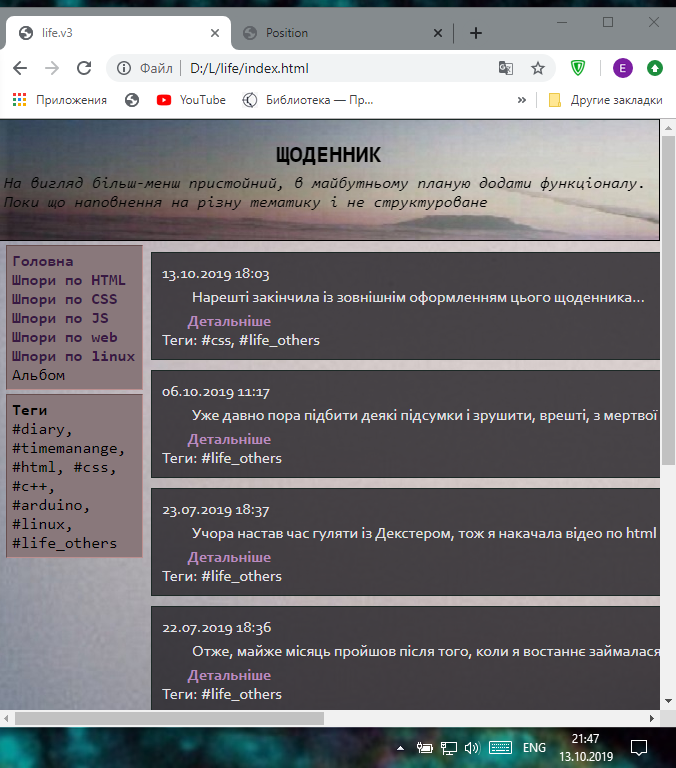 life.v3
Position
Файл
D:/L/life/index.html
E
Приложения
YouTube
Библиотека — Пр...
»
Другие закладки
ЩОДЕННИК
На вигляд більш-менш пристойний, в майбутньому планую додати функціоналу.
Поки що наповнення на різну тематику і не структуроване
Головна
Шпори по HTML
Шпори по CSS
Шпори по JS
Шпори по web
Шпори по linux
Альбом
Теги
#diary,
#timemanange,
#html, #css,
#c++,
#arduino,
#linux,
#life_others
13.10.2019 18:03
Нарешті закінчила із зовнішнім оформленням цього щоденника...
Детальніше
Теги: #css, #life_others
06.10.2019 11:17
Уже давно пора підбити деякі підсумки і зрушити, врешті, з мертвої
Детальніше
Теги: #life_others
23.07.2019 18:37
Учора настав час гуляти із Декстером, тож я накачала відео по html
Детальніше
Теги: #life_others
22.07.2019 18:36
Отже, майже місяць пройшов після того, коли я востаннє займалася
Детальніше
Теги: #life_others
ENG
21:47
13.10.2019